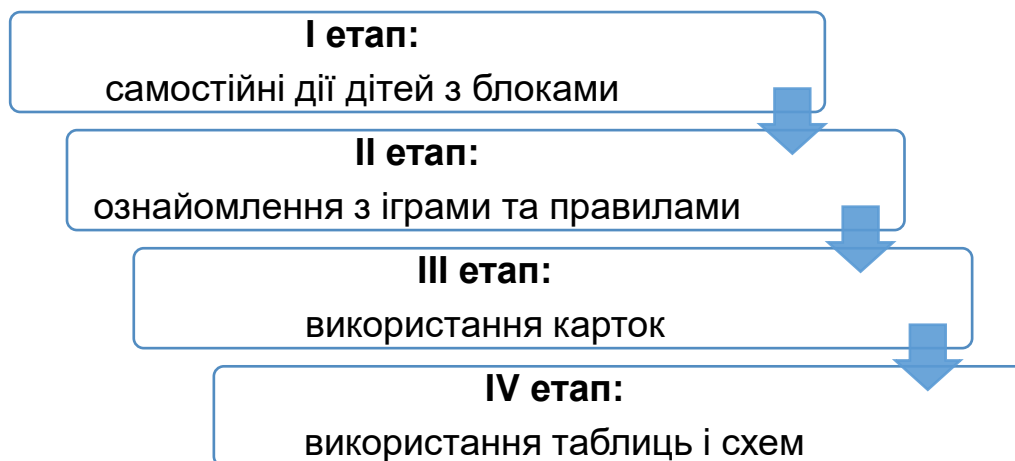 I етап:
самостійні дії дітей з блоками
II етап:
ознайомлення з іграми та правилами
III етап:
використання карток
IV етап:
використання таблиць і схем